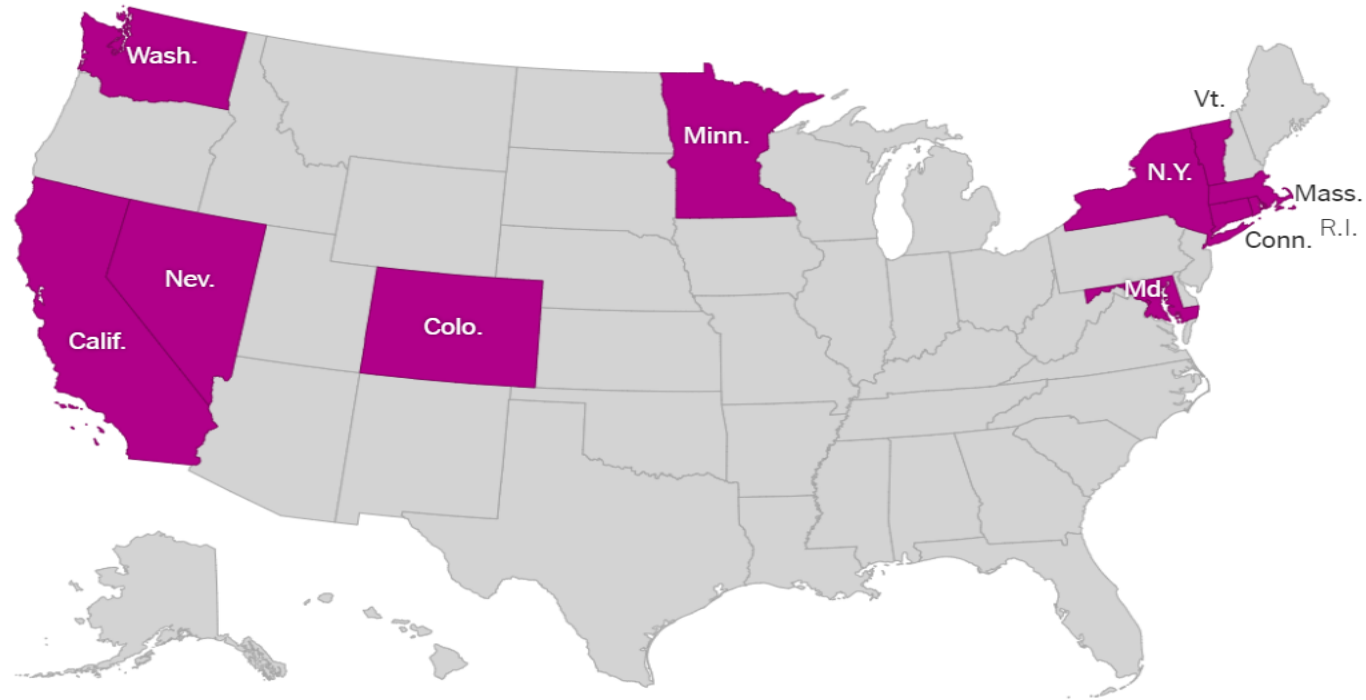 Wash.
Vt.
Minn.
N.Y.
Mass.
R.I.
Conn.
Nev.
Md.
Colo.
Calif.